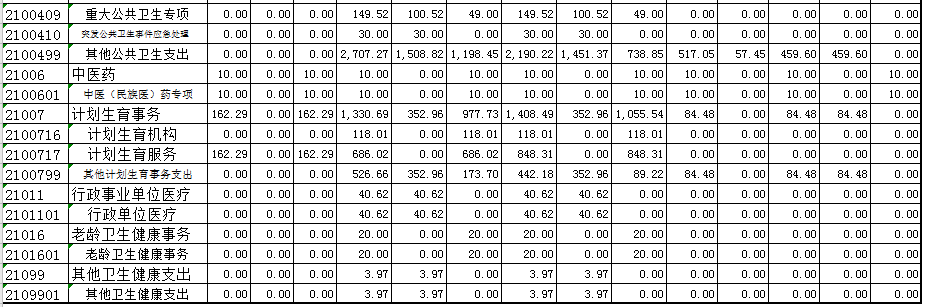 2100409 重大公共卫生专项 0.00 0.00 0.00 149.52 100.52 49.00 149.52 100.52 49.00 0.00 0.00 0.00 0.00 0.00
2100410 突发公共卫生事件应急处理 0.00 0.00 0.00 30.00 30.00 0.00 30.00 30.00 0.00 0.00 0.00 0.00 0.00 0.00
2100499 其他公共卫生支出 0.00 0.00 0.00 2,707.27 1,508.82 1,198.45 2,190.22 1,451.37 738.85 517.05 57.45 459.60 459.60 0.00
21006 中医药 10.00 0.00 10.00 10.00 0.00 10.00 10.00 0.00 10.00 10.00 0.00 10.00 0.00 10.00
2100601 中医（民族医）药专项 10.00 0.00 10.00 10.00 0.00 10.00 10.00 0.00 10.00 10.00 0.00 10.00 0.00 10.00
21007 计划生育事务 162.29 0.00 162.29 1,330.69 352.96 977.73 1,408.49 352.96 1,055.54 84.48 0.00 84.48 84.48 0.00
2100716 计划生育机构 0.00 0.00 0.00 118.01 0.00 118.01 118.01 0.00 118.01 0.00 0.00 0.00 0.00 0.00
2100717 计划生育服务 162.29 0.00 162.29 686.02 0.00 686.02 848.31 0.00 848.31 0.00 0.00 0.00 0.00 0.00
2100799 其他计划生育事务支出 0.00 0.00 0.00 526.66 352.96 173.70 442.18 352.96 89.22 84.48 0.00 84.48 84.48 0.00
21011 行政事业单位医疗 0.00 0.00 0.00 40.62 40.62 0.00 40.62 40.62 0.00 0.00 0.00 0.00 0.00 0.00
2101101 行政单位医疗 0.00 0.00 0.00 40.62 40.62 0.00 40.62 40.62 0.00 0.00 0.00 0.00 0.00 0.00
21016 老龄卫生健康事务 0.00 0.00 0.00 20.00 0.00 20.00 20.00 0.00 20.00 0.00 0.00 0.00 0.00 0.00
2101601 老龄卫生健康事务 0.00 0.00 0.00 20.00 0.00 20.00 20.00 0.00 20.00 0.00 0.00 0.00 0.00 0.00
21099 其他卫生健康支出 0.00 0.00 0.00 3.97 3.97 0.00 3.97 3.97 0.00 0.00 0.00 0.00 0.00 0.00
2109901 其他卫生健康支出 0.00 0.00 0.00 3.97 3.97 0.00 3.97 3.97 0.00 0.00 0.00 0.00 0.00 0.00